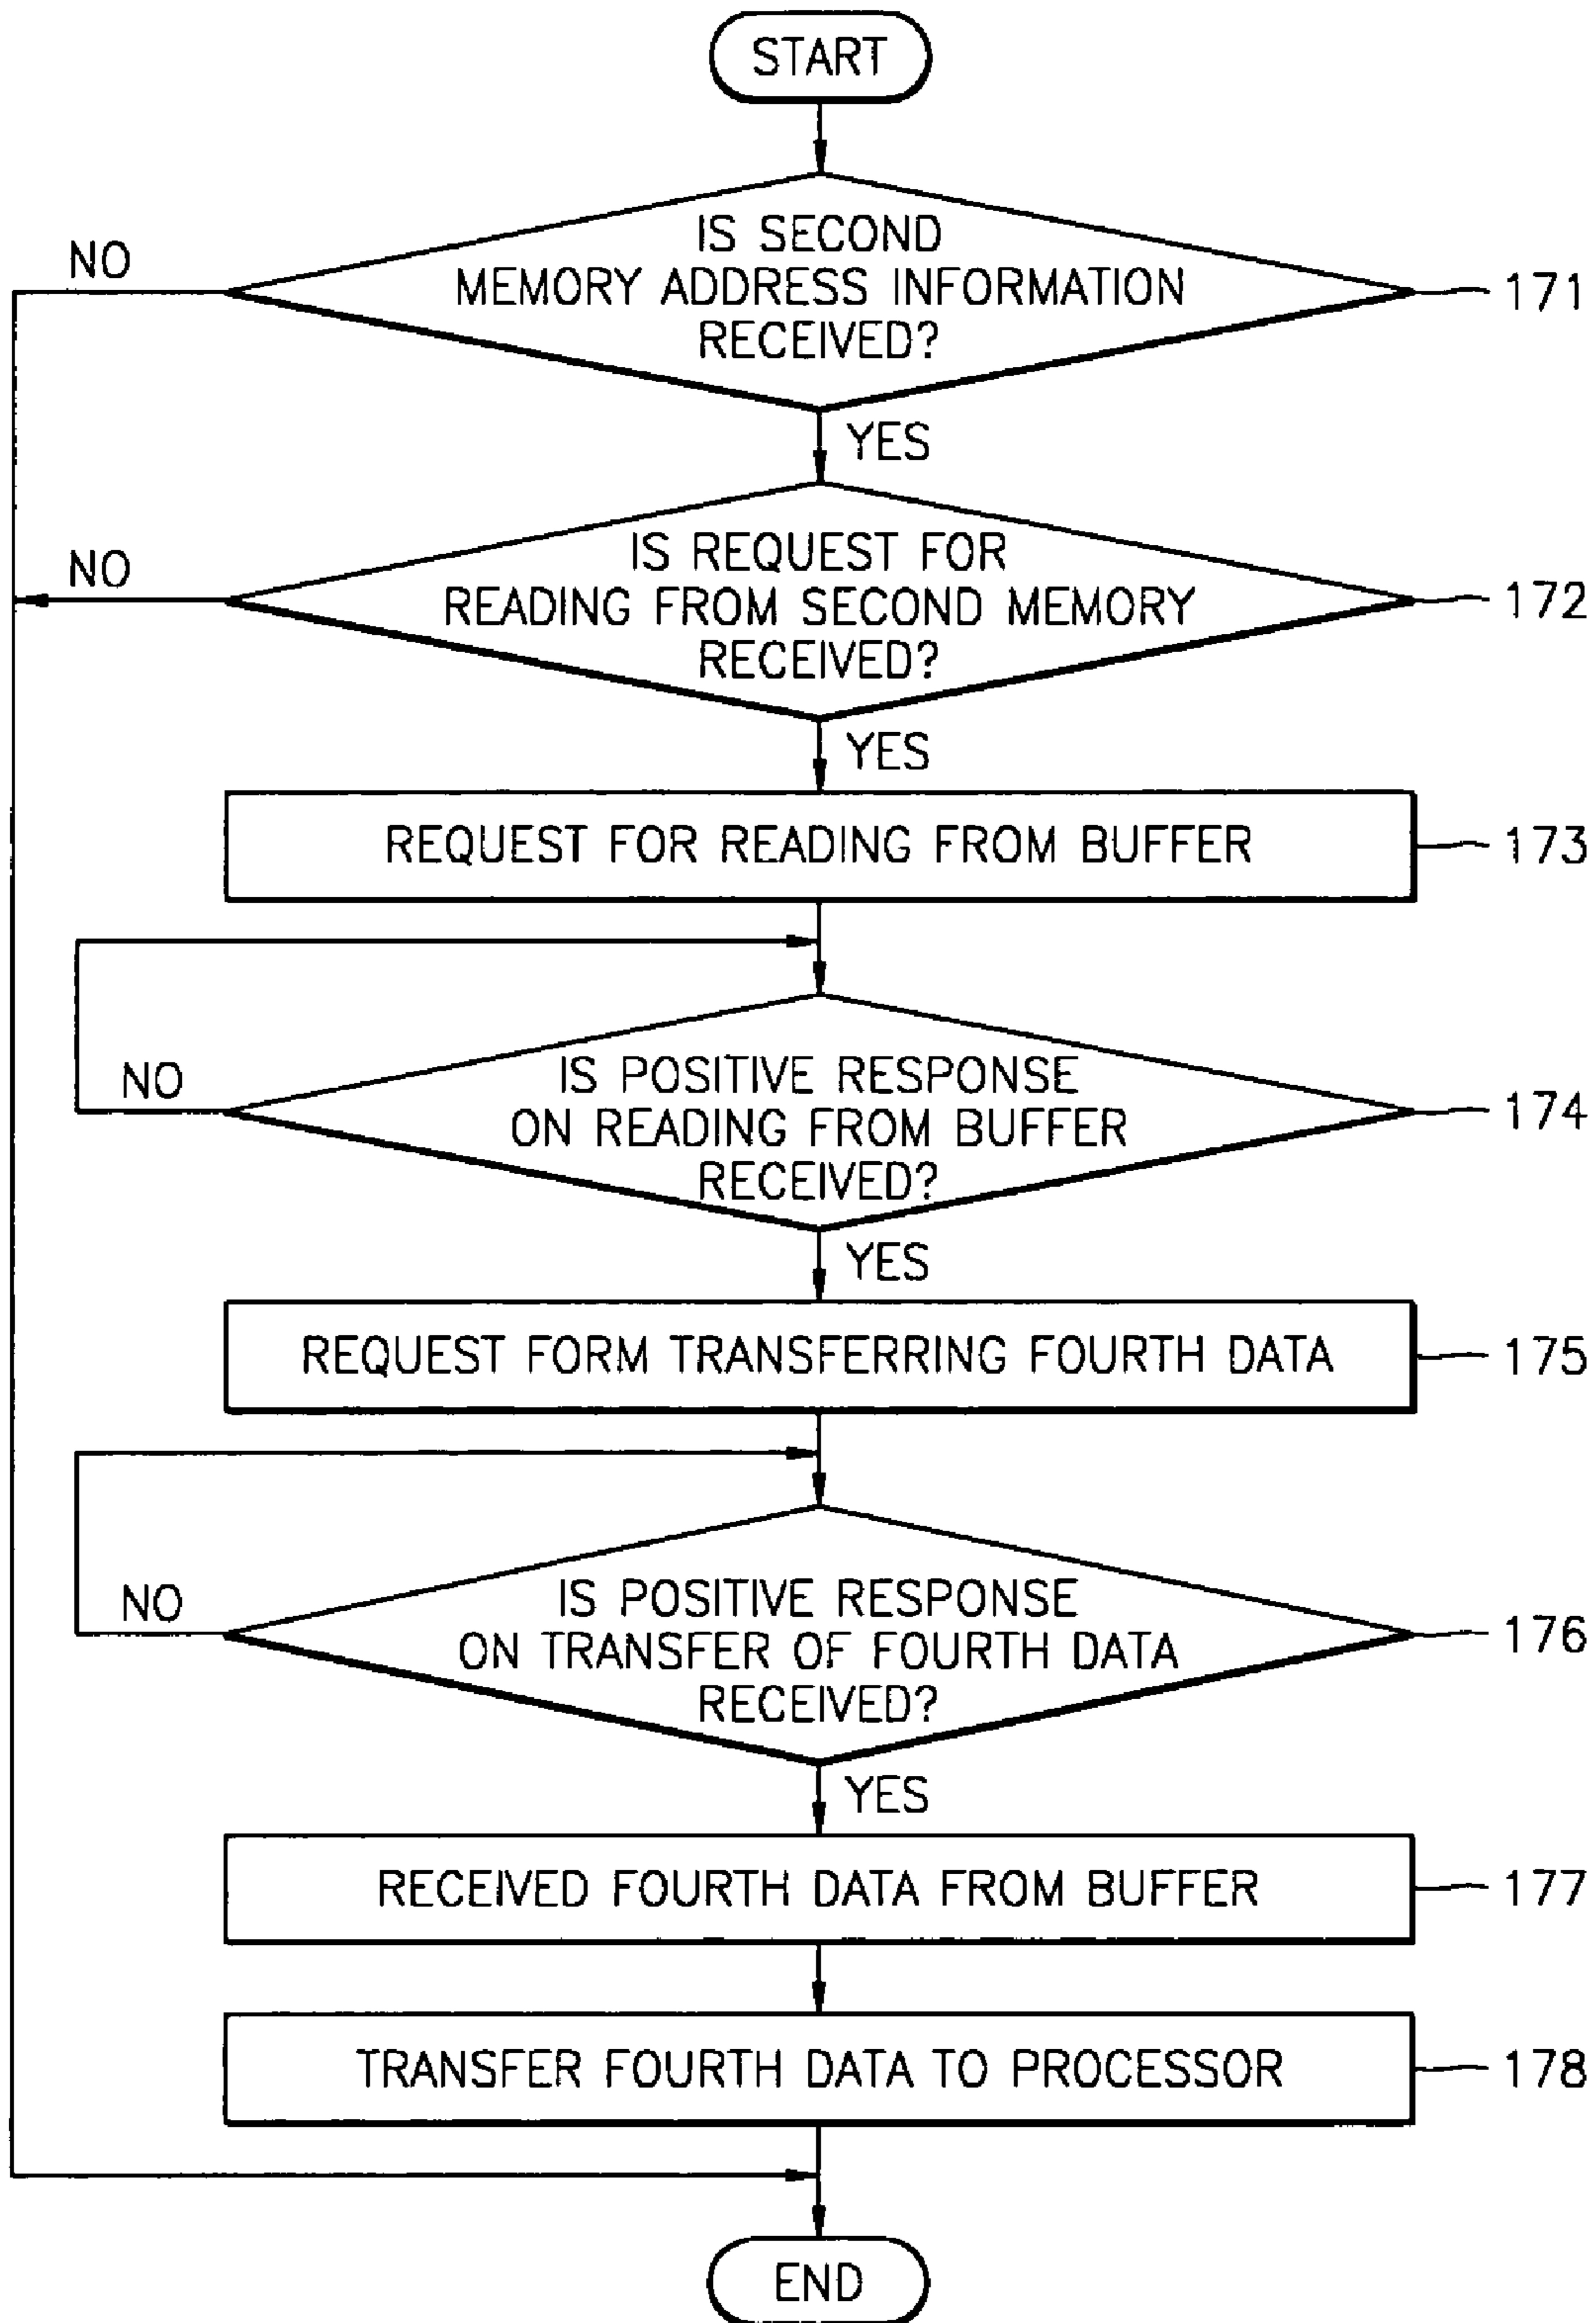 START
IS SECOND
NO
MEMORY ADDRESS INFORMATION
171
RECEIVED?
YES
IS REQUEST FOR
NO
READING FROM SECOND MEMORY
172
RECEIVED?
YES
REQUEST FOR READING FROM BUFFER
173
IS POSITIVE RESPONSE
NO
ON READING FROM BUFFER
174
RECEIVED?
YES
REQUEST FORM TRANSFERRING FOURTH DATA
175
IS POSITIVE RESPONSE
NO
ON TRANSFER OF FOURTH DATA
176
RECEIVED?
YES
RECEIVED FOURTH DATA FROM BUFFER
177
TRANSFER FOURTH DATA TO PROCESSOR
178
END